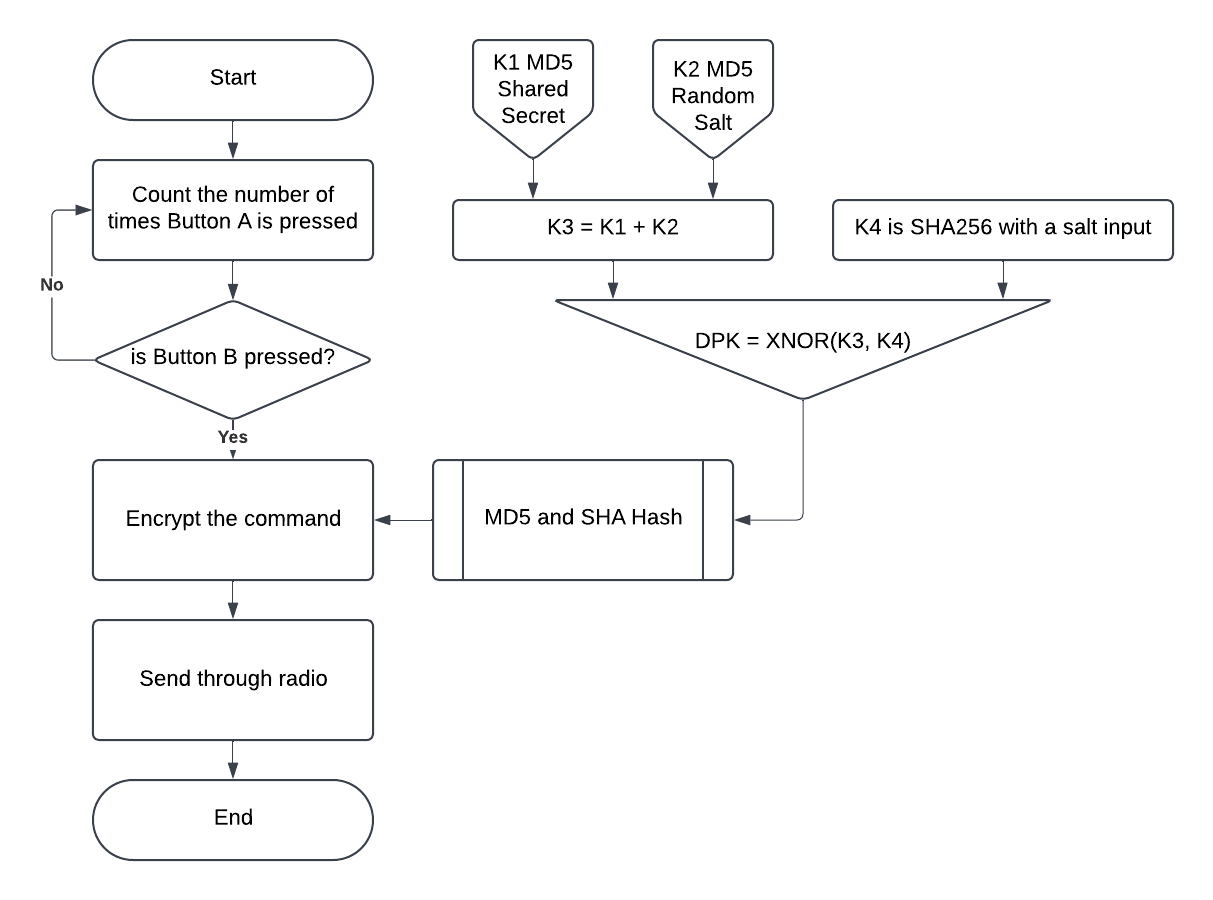 Start
Count the number of
times Button A is pressed
No
is Button B pressed?
Yes
Encrypt the command
Send through radio
End
K1 MD5
Shared
Secret
K2 MD5
Random
Salt
K3 = K1 + K2
K4 is SHA256 with a salt input
DPK = XNOR(K3, K4)
MD5 and SHA Hash